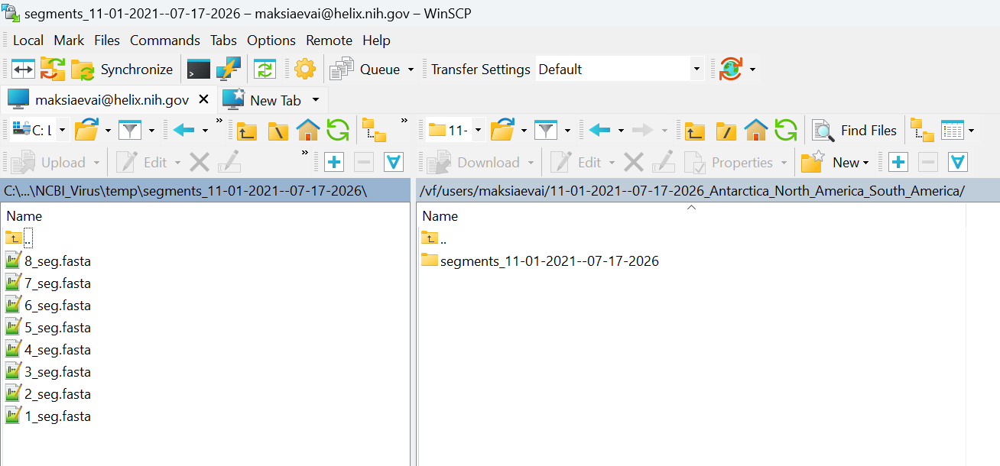 segments_11-01-2021--07-17-2026 – maksiaevai@helix.nih.gov – WinSCP
Local Mark Files Commands Tabs Options Remote Help
Synchronize Queue Transfer Settings Default
maksiaevai@helix.nih.gov New Tab
C: L » » 11- Find Files
Upload Edit » Download Edit Properties New
C:\...\NCBI_Virus\temp\segments_11-01-2021--07-17-2026\
/vf/users/maksiaevai/11-01-2021--07-17-2026_Antarctica_North_America_South_America/
Name
..
8_seg.fasta
7_seg.fasta
6_seg.fasta
5_seg.fasta
4_seg.fasta
3_seg.fasta
2_seg.fasta
1_seg.fasta
Name
..
segments_11-01-2021--07-17-2026